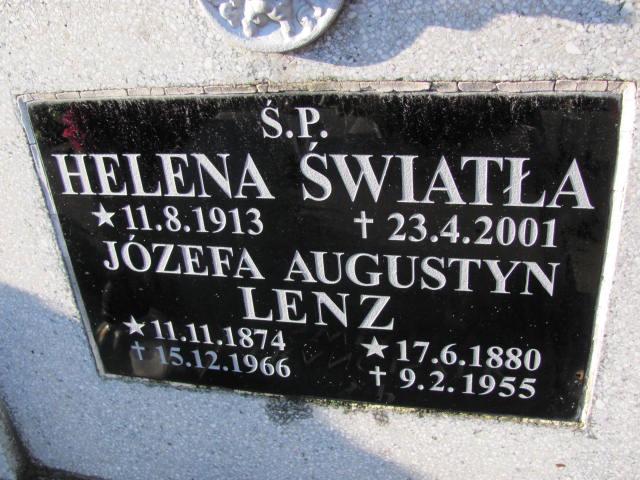 Ś.P.
HELENA ŚWIATŁA
★11.8.1913 †23.4.2001
JÓZEFA AUGUSTYN
LENZ
★11.11.1874 ★17.6.1880
†15.12.1966 †9.2.1955